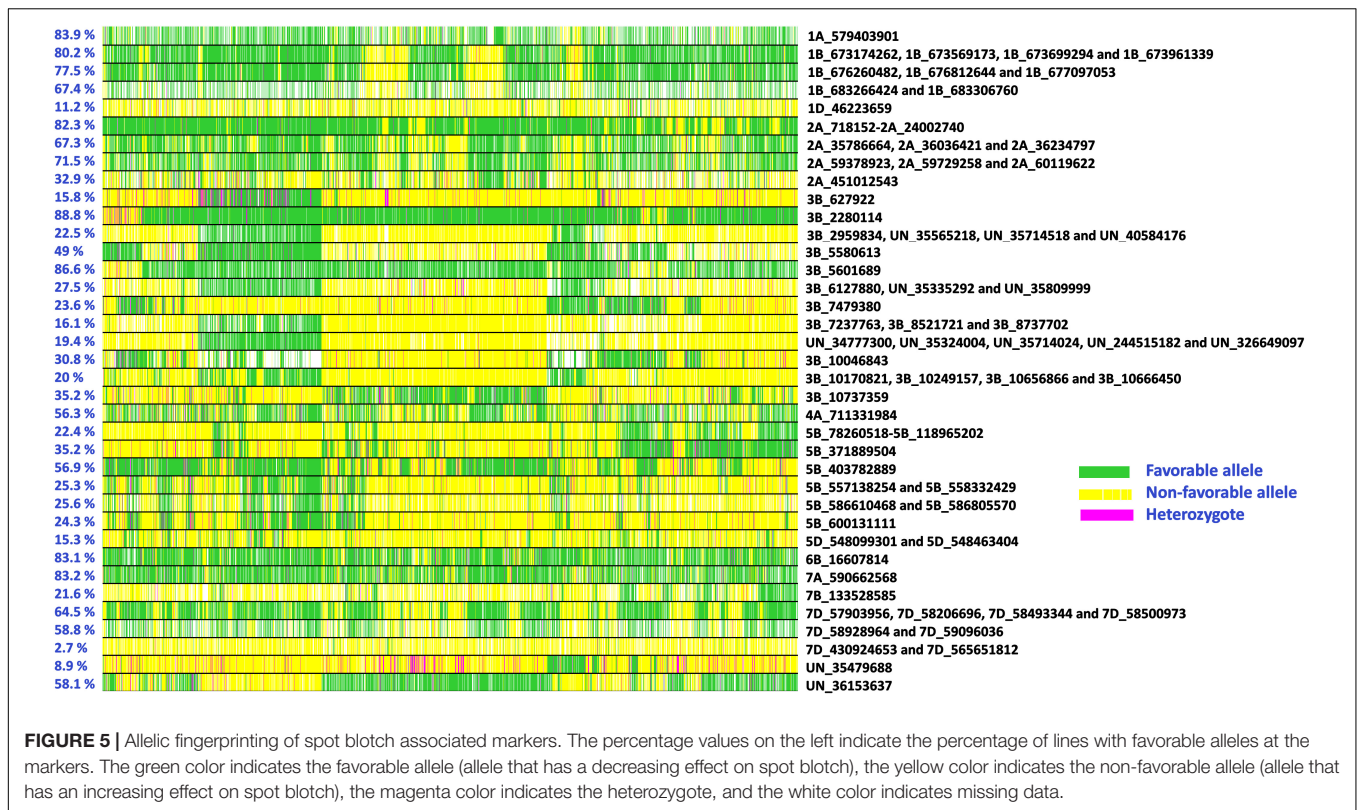 83.9 % 1A_579403901
80.2 % 1B_673174262, 1B_673569173, 1B_673699294 and 1B_673961339
77.5 % 1B_676260482, 1B_676812644 and 1B_677097053
67.4 % 1B_683266424 and 1B_683306760
11.2 % 1D_46223659
82.3 % 2A_718152-2A_24002740
67.3 % 2A_35786664, 2A_36036421 and 2A_36234797
71.5 % 2A_59378923, 2A_59729258 and 2A_60119622
32.9 % 2A_451012543
15.8 % 3B_627922
88.8 % 3B_2280114
22.5 % 3B_2959834, UN_35565218, UN_35714518 and UN_40584176
49 % 3B_5580613
86.6 % 3B_5601689
27.5 % 3B_6127880, UN_35335292 and UN_35809999
23.6 % 3B_7479380
16.1 % 3B_7237763, 3B_8521721 and 3B_8737702
19.4 % UN_34777300, UN_35324004, UN_35714024, UN_244515182 and UN_326649097
30.8 % 3B_10046843
20 % 3B_10170821, 3B_10249157, 3B_10656866 and 3B_10666450
35.2 % 3B_10737359
56.3 % 4A_711331984
22.4 % 5B_78260518-5B_118965202
35.2 % 5B_371889504
56.9 % 5B_403782889
25.3 % 5B_557138254 and 5B_558332429
25.6 % 5B_586610468 and 5B_586805570
24.3 % 5B_600131111
15.3 % 5D_548099301 and 5D_548463404
83.1 % 6B_16607814
83.2 % 7A_590662568
21.6 % 7B_133528585
64.5 % 7D_57903956, 7D_58206696, 7D_58493344 and 7D_58500973
58.8 % 7D_58928964 and 7D_59096036
2.7 % 7D_430924653 and 7D_565651812
8.9 % UN_35479688
58.1 % UN_36153637
Favorable allele
Non-favorable allele
Heterozygote
FIGURE 5 | Allelic fingerprinting of spot blotch associated markers. The percentage values on the left indicate the percentage of lines with favorable alleles at the
markers. The green color indicates the favorable allele (allele that has a decreasing effect on spot blotch), the yellow color indicates the non-favorable allele (allele that
has an increasing effect on spot blotch), the magenta color indicates the heterozygote, and the white color indicates missing data.